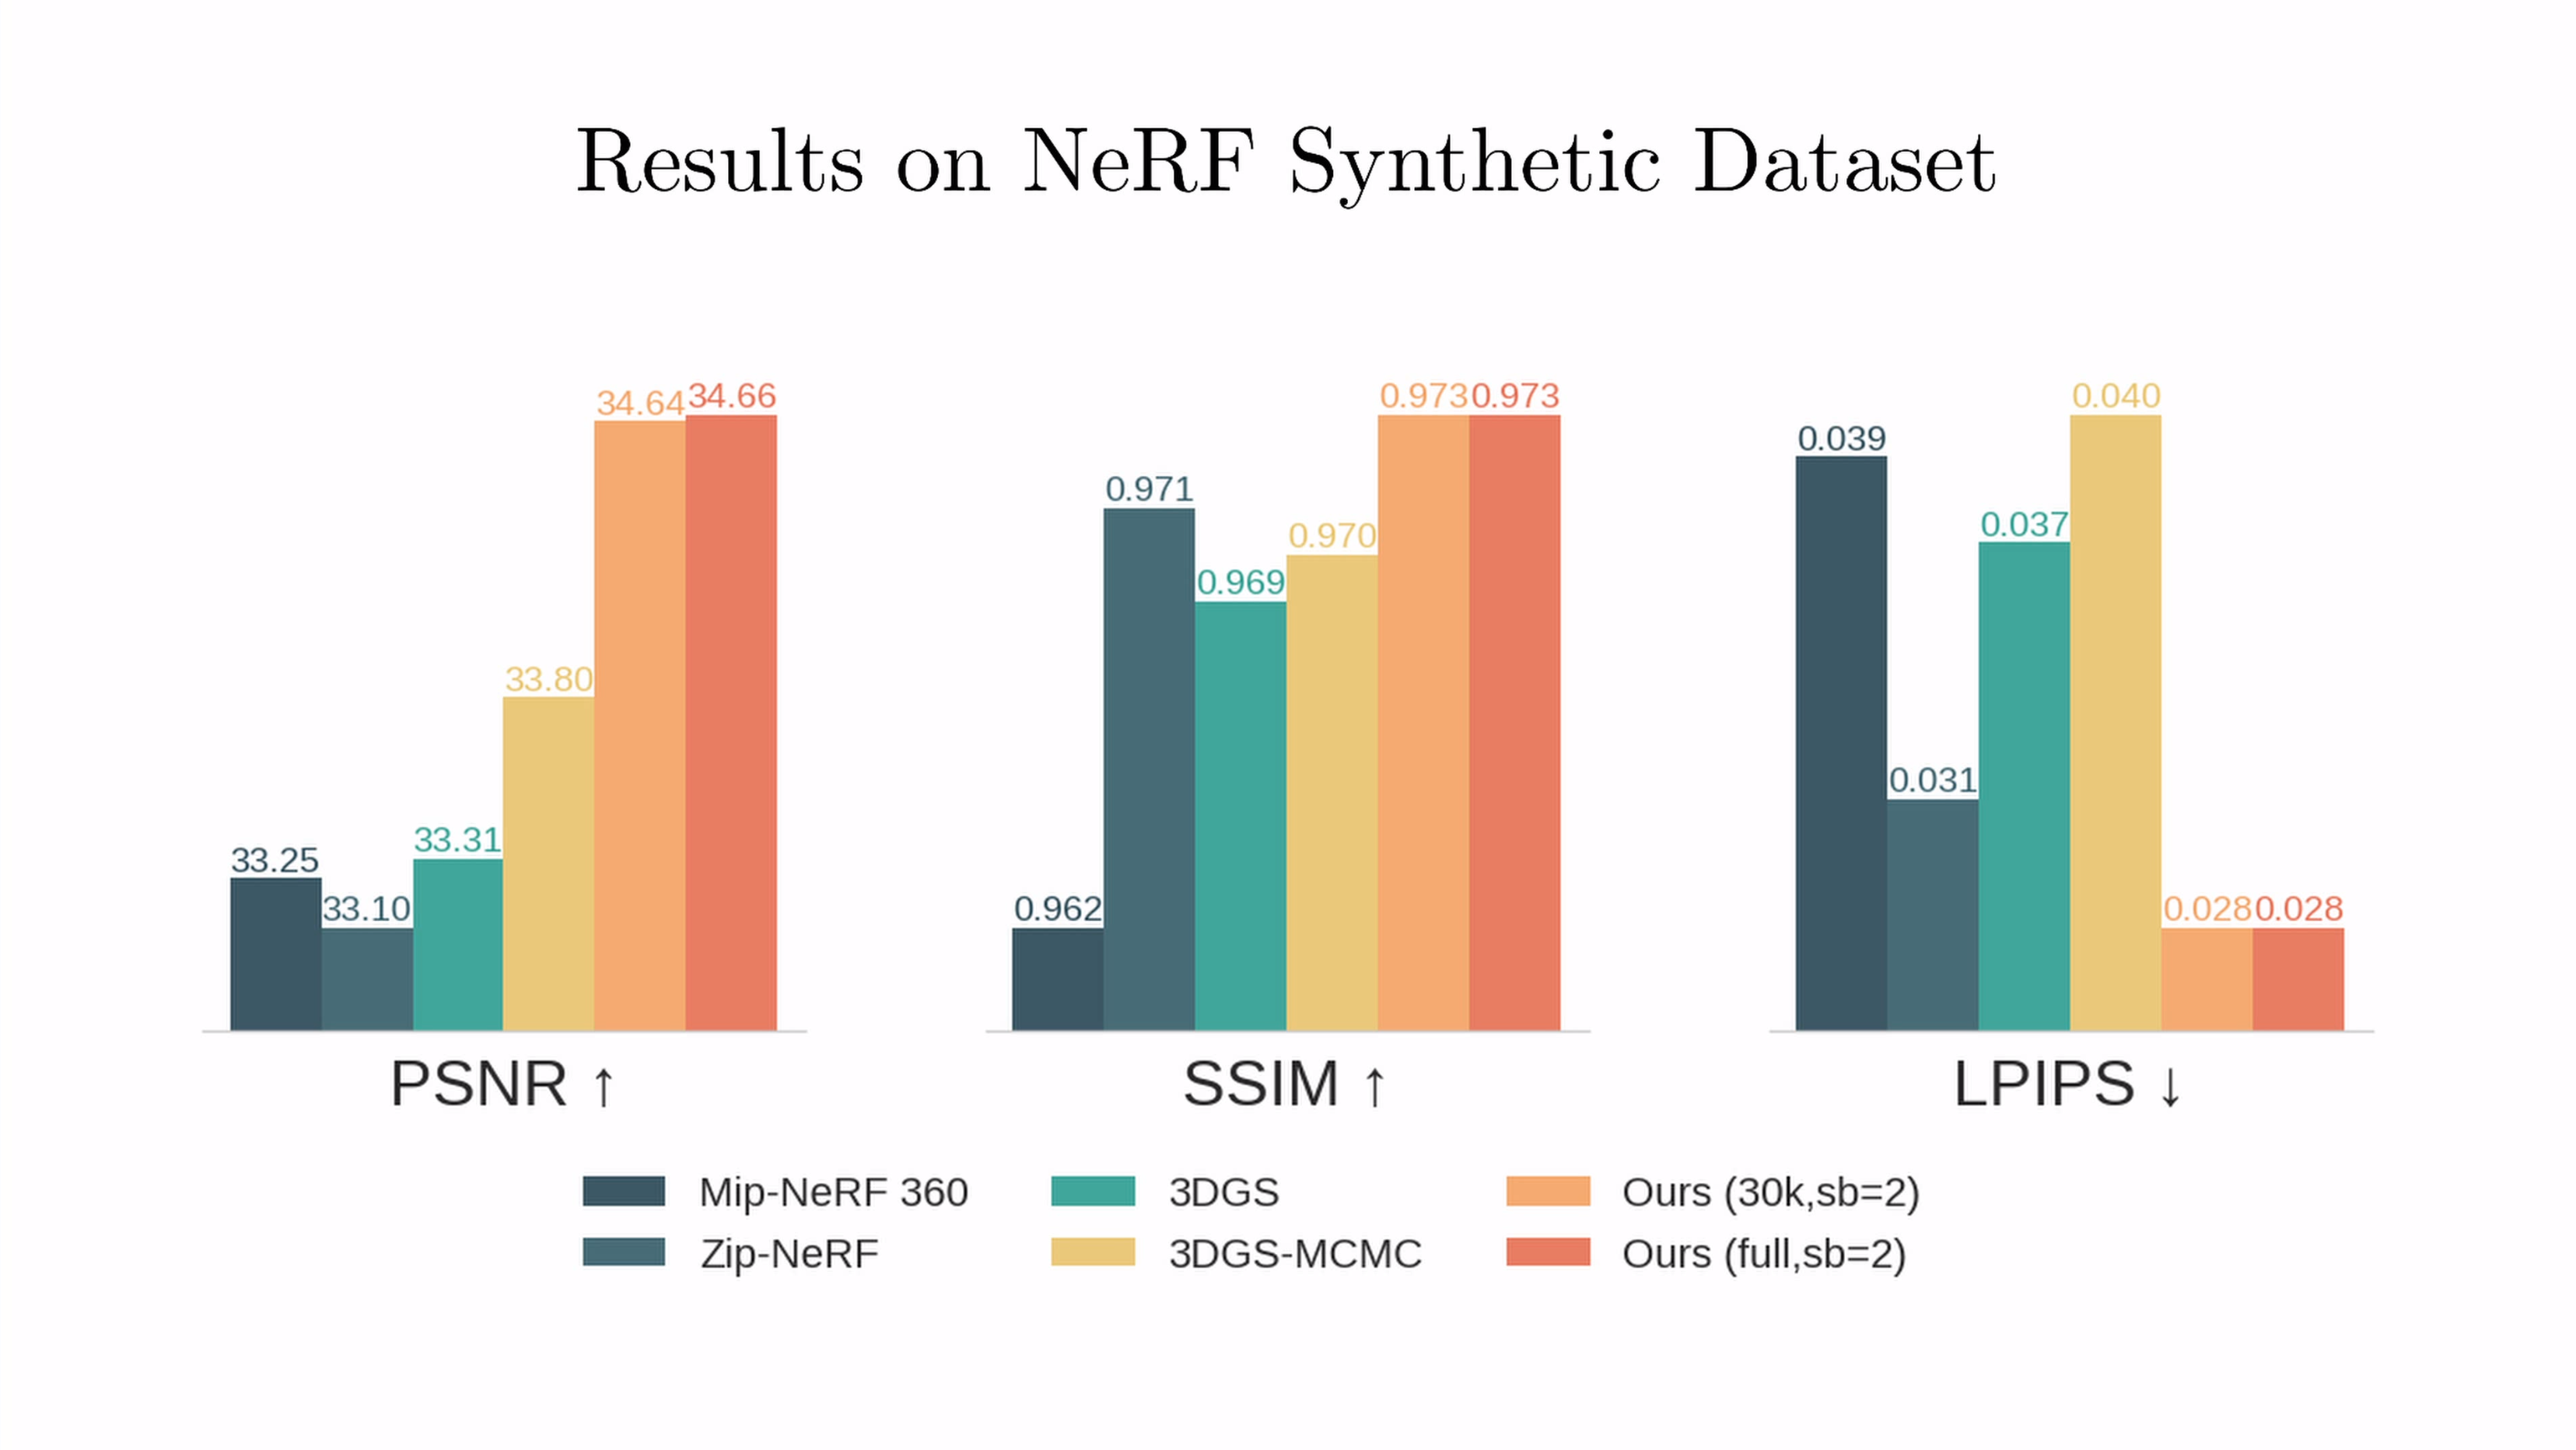 Results on NeRF Synthetic Dataset
33.25
33.10
33.31
33.80
34.64
34.66
PSNR ↑
0.962
0.971
0.969
0.970
0.973
0.973
SSIM ↑
0.039
0.031
0.037
0.040
0.028
0.028
LPIPS ↓
Mip-NeRF 360
Zip-NeRF
3DGS
3DGS-MCMC
Ours (30k,sb=2)
Ours (full,sb=2)